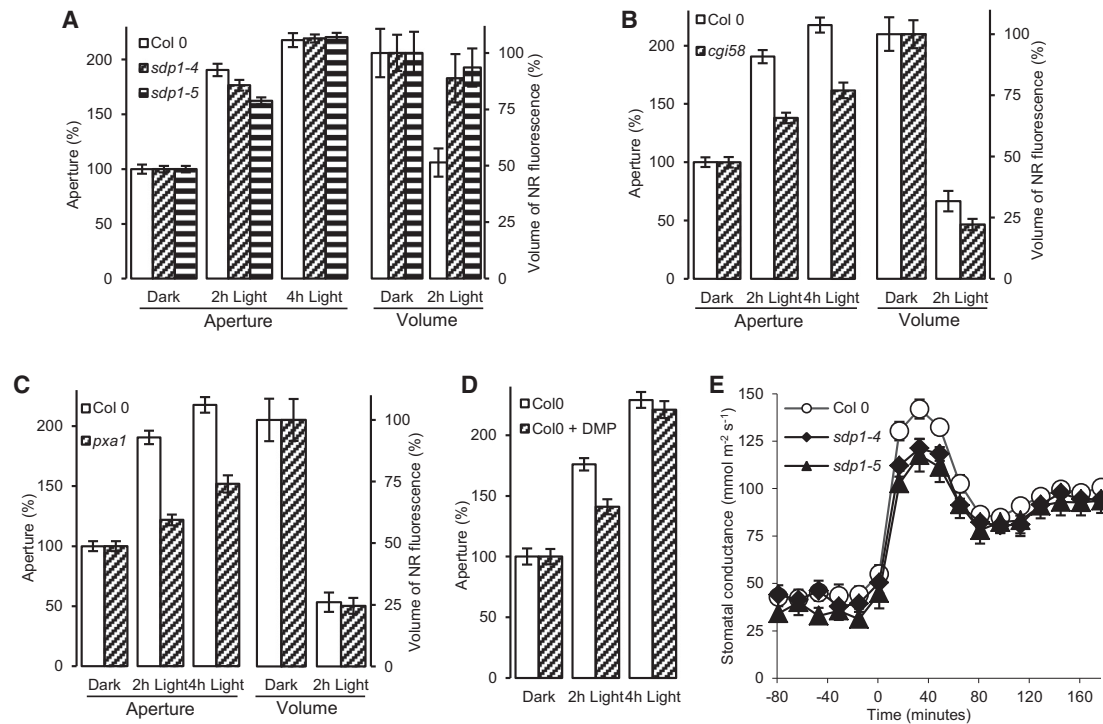 A
Col 0
sdp1-4
sdp1-5
Aperture (%)
200
150
100
50
0
Volume of NR fluorescence (%)
100
75
50
25
0
Dark 2h Light 4h Light Dark 2h Light
Aperture Volume
B
Col 0
cgi58
Aperture (%)
200
150
100
50
0
Volume of NR fluorescence (%)
100
75
50
25
0
Dark 2h Light 4h Light Dark 2h Light
Aperture Volume
C
Col 0
pxa1
Aperture (%)
200
150
100
50
0
Volume of NR fluorescence (%)
100
75
50
25
0
Dark 2h Light 4h Light Dark 2h Light
Aperture Volume
D
Col0
Col0 + DMP
Aperture (%)
200
150
100
50
0
Dark 2h Light 4h Light
E
Col 0
sdp1-4
sdp1-5
Stomatal conductance (mmol m-2 s-1)
150
125
100
75
50
25
0
-80 -40 0 40 80 120 160
Time (minutes)